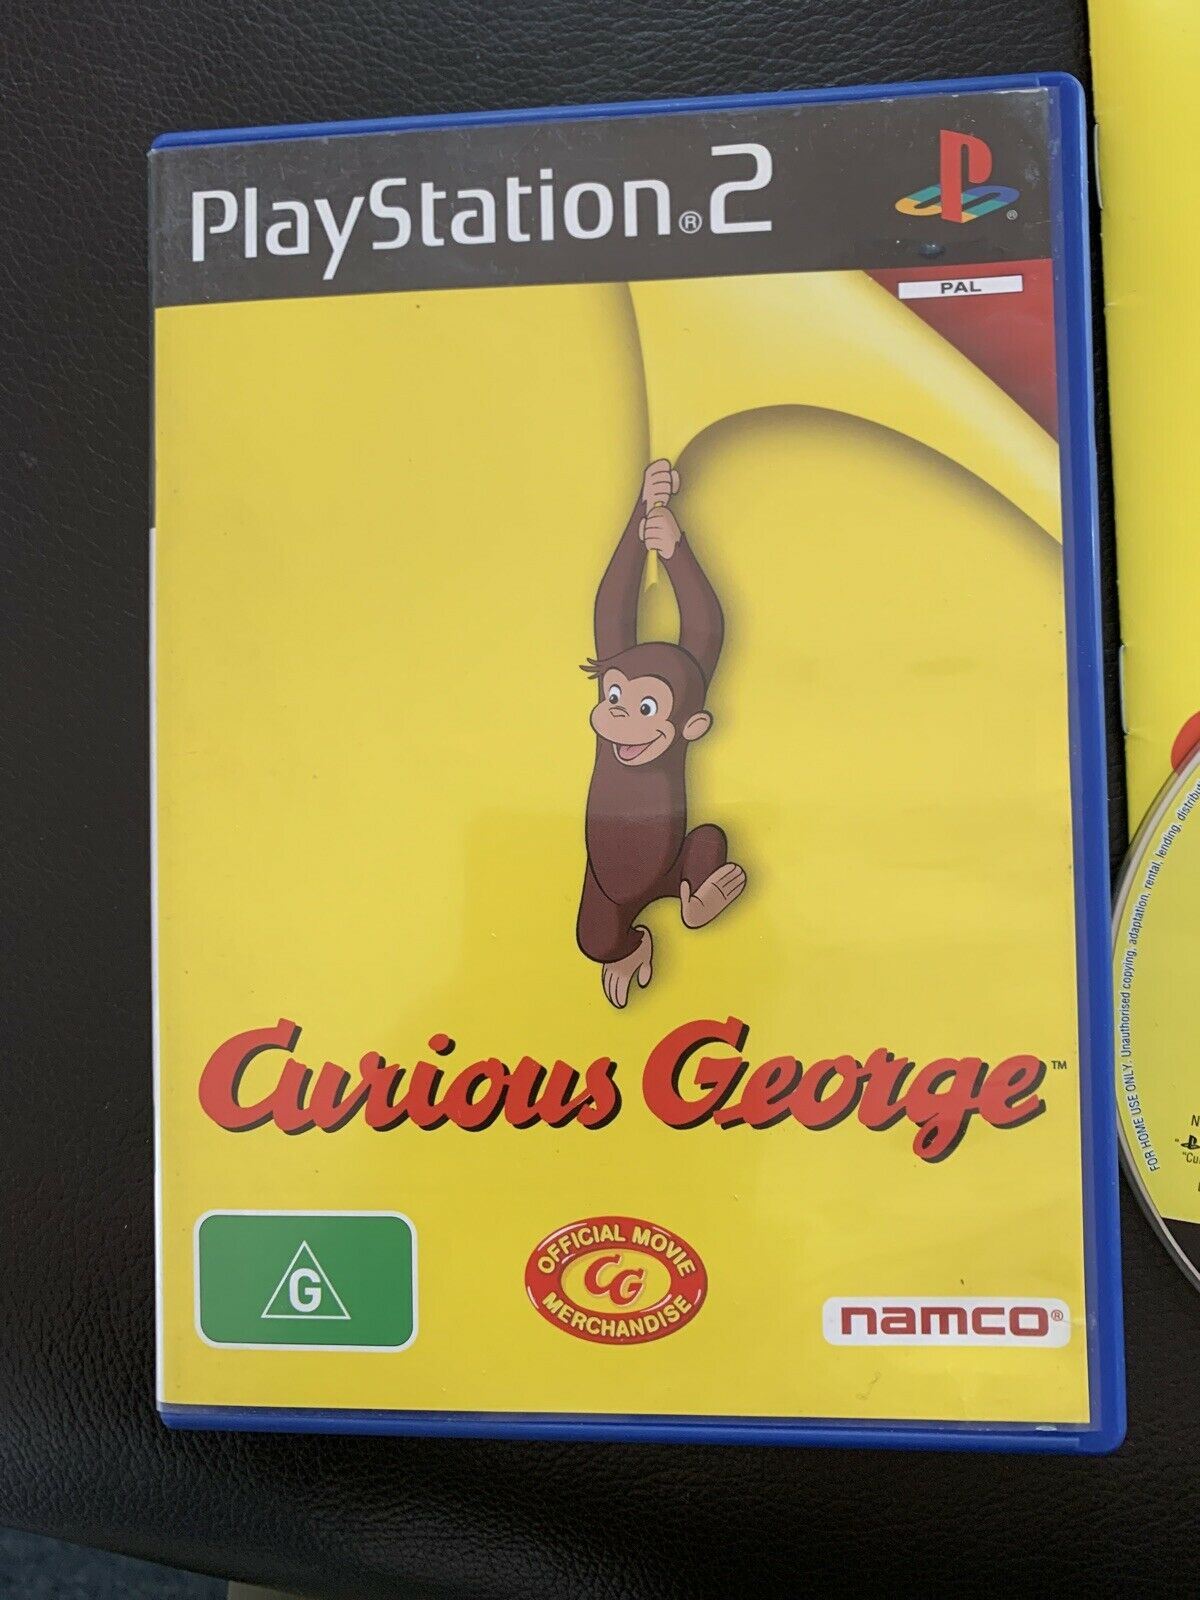 PlayStation®2
PAL
Curious George™
G
OFFICIAL MOVIE
CG
MERCHANDISE
namco®
FOR HOME USE ONLY. Unauthorised copying, adaptation, rental, lending,